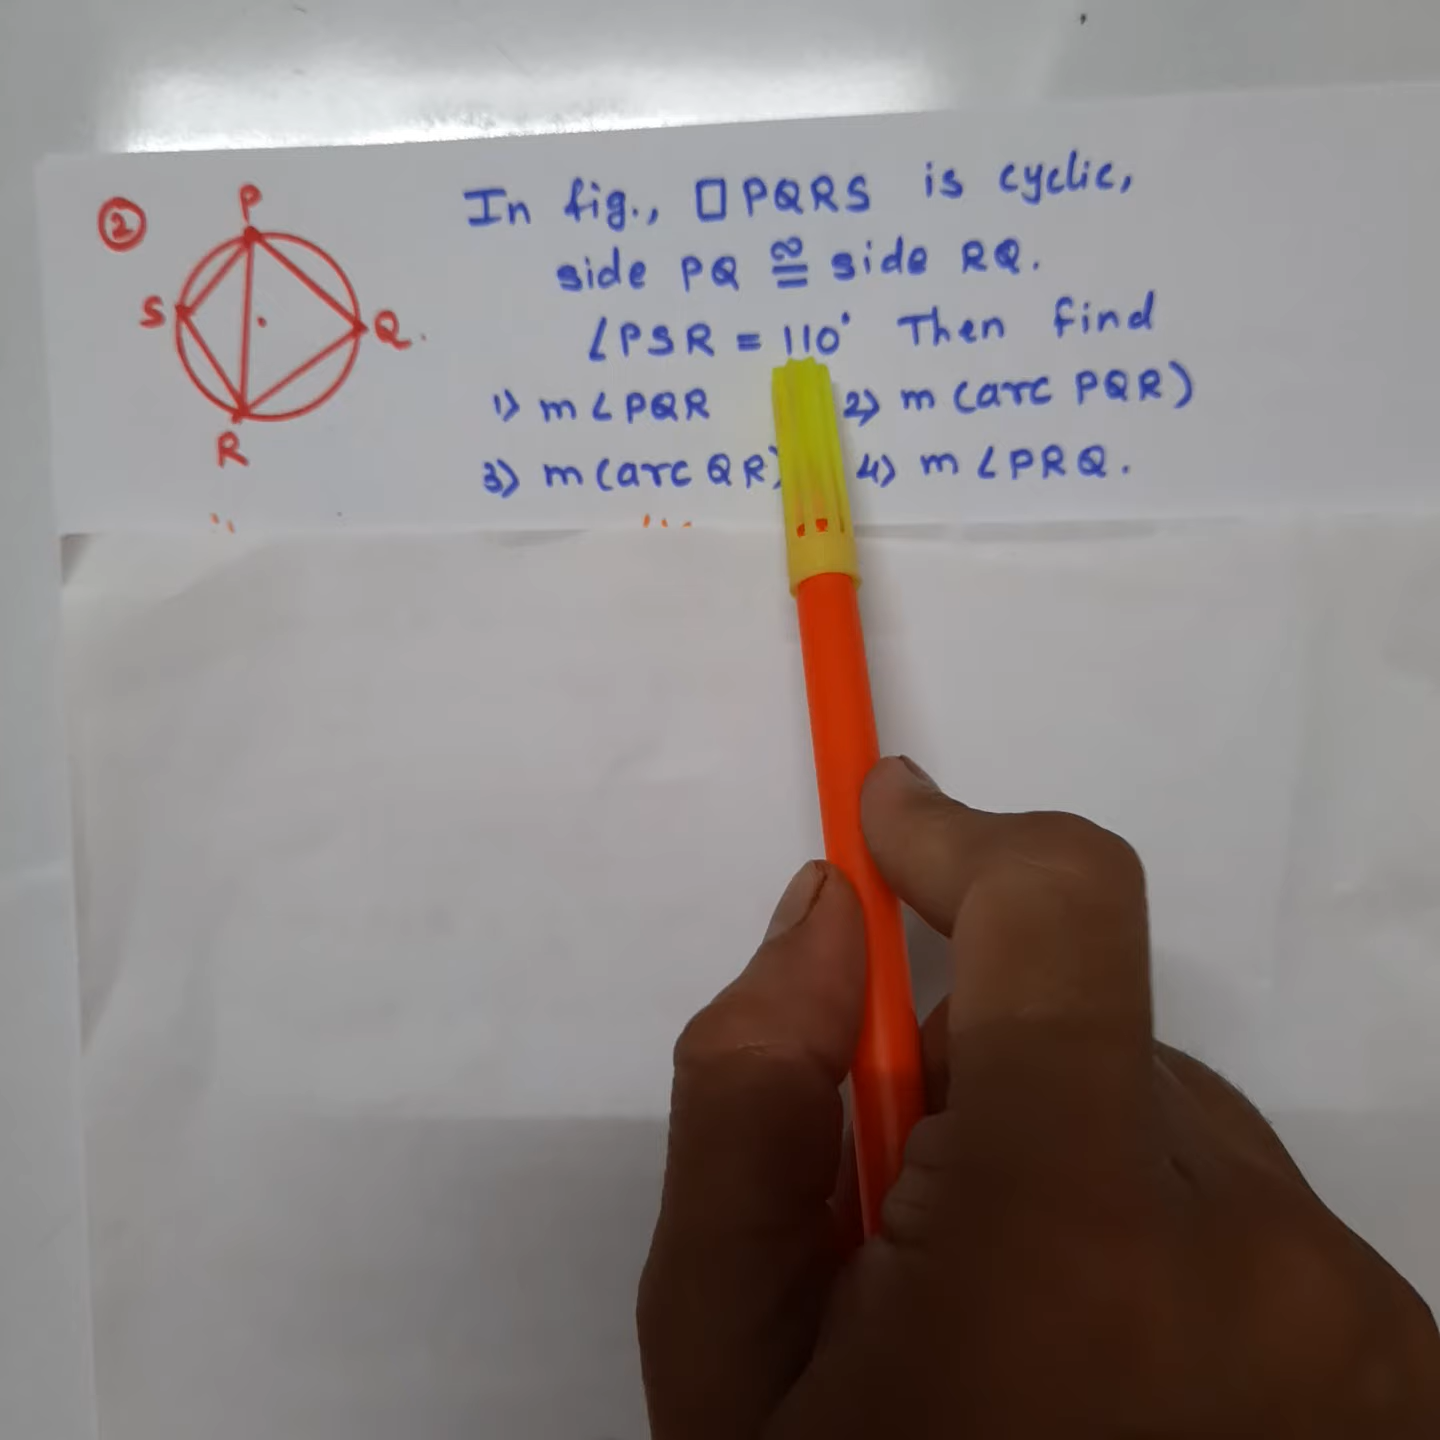 ② P
In fig., □PQRS is cyclic,
side PQ ≅ side RQ.
S Q.
∠PSR = 110° Then find
1) m∠PQR 2) m(arc PQR)
R
3) m(arc QR) 4) m∠PRQ.